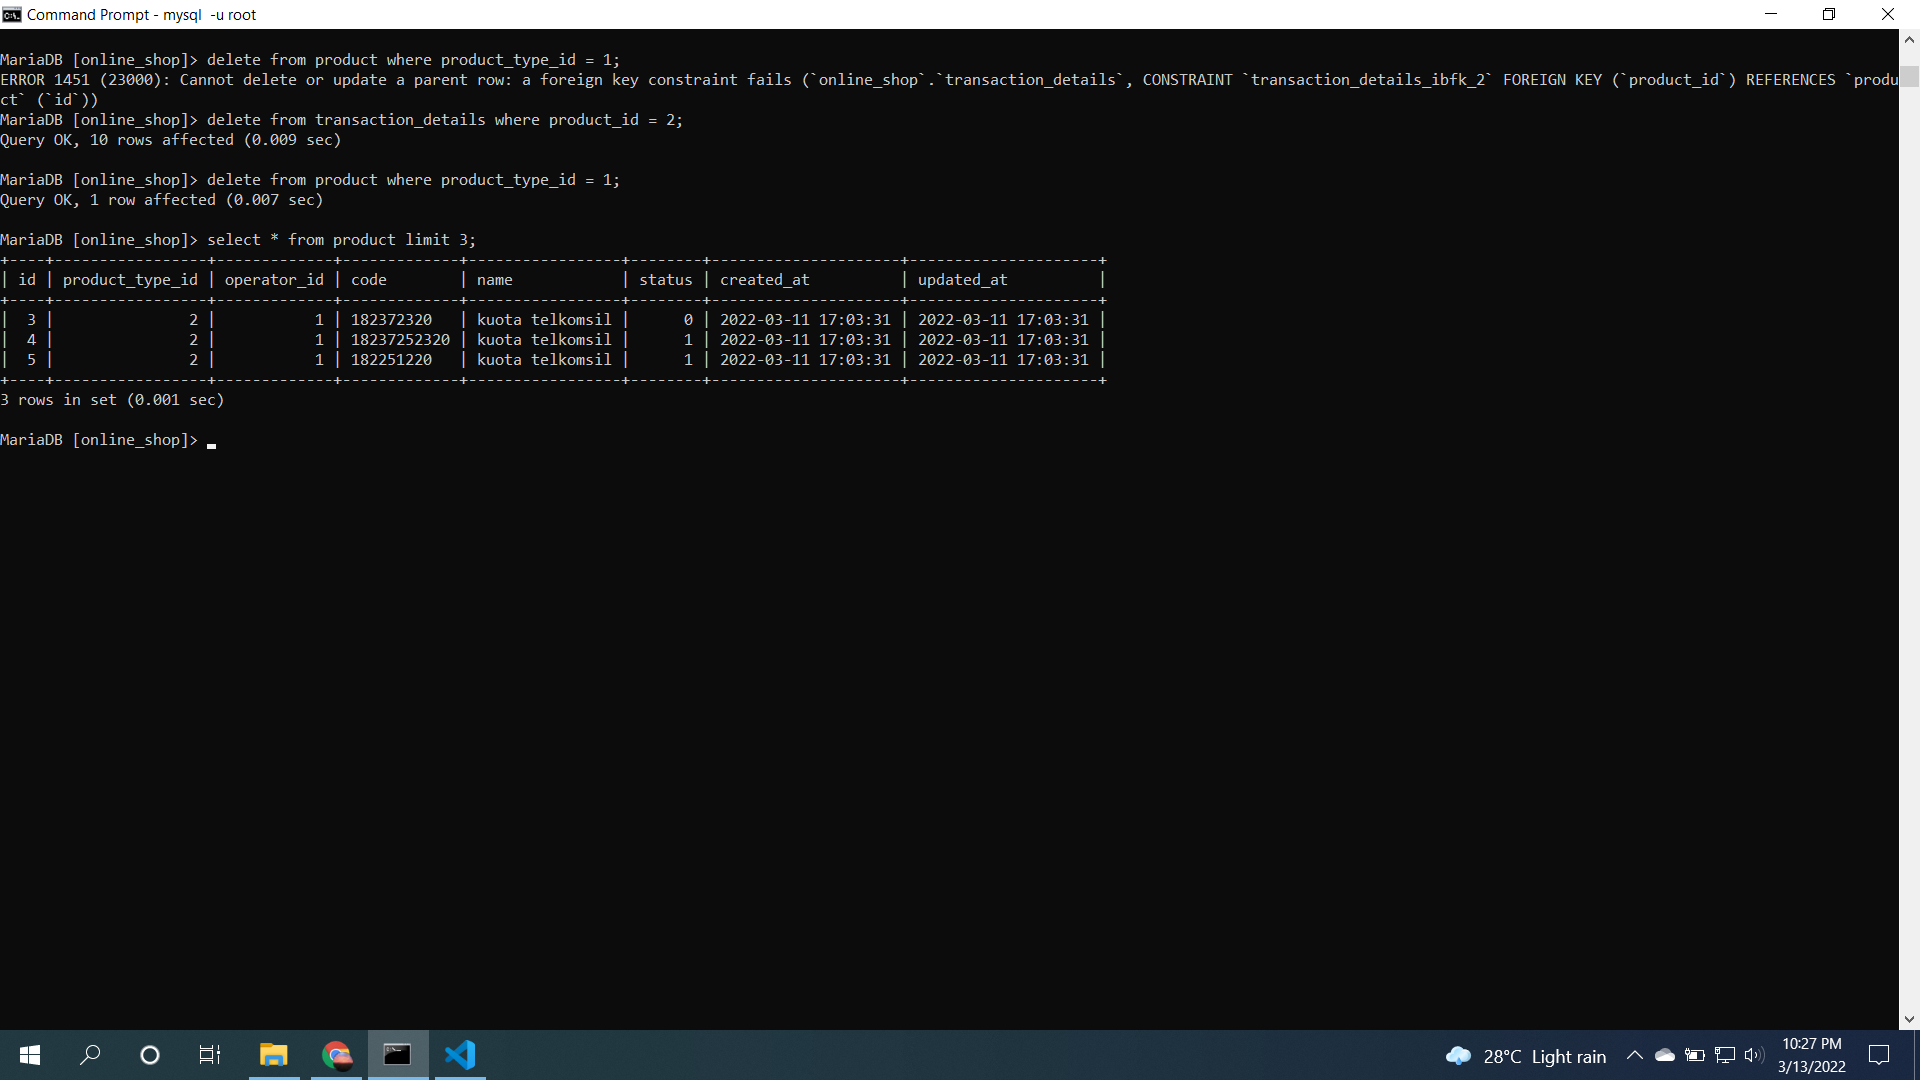 Command Prompt - mysql  -u root
MariaDB [online_shop]> delete from product where product_type_id = 1;
ERROR 1451 (23000): Cannot delete or update a parent row: a foreign key constraint fails (`online_shop`.`transaction_details`, CONSTRAINT `transaction_details_ibfk_2` FOREIGN KEY (`product_id`) REFERENCES `produ
ct` (`id`))
MariaDB [online_shop]> delete from transaction_details where product_id = 2;
Query OK, 10 rows affected (0.009 sec)
MariaDB [online_shop]> delete from product where product_type_id = 1;
Query OK, 1 row affected (0.007 sec)
MariaDB [online_shop]> select * from product limit 3;
+----+-----------------+-------------+-------------+-----------------+--------+---------------------+---------------------+
| id | product_type_id | operator_id | code        | name            | status | created_at          | updated_at          |
+----+-----------------+-------------+-------------+-----------------+--------+---------------------+---------------------+
|  3 |               2 |           1 | 182372320   | kuota telkomsil |      0 | 2022-03-11 17:03:31 | 2022-03-11 17:03:31 |
|  4 |               2 |           1 | 18237252320 | kuota telkomsil |      1 | 2022-03-11 17:03:31 | 2022-03-11 17:03:31 |
|  5 |               2 |           1 | 182251220   | kuota telkomsil |      1 | 2022-03-11 17:03:31 | 2022-03-11 17:03:31 |
+----+-----------------+-------------+-------------+-----------------+--------+---------------------+---------------------+
3 rows in set (0.001 sec)
MariaDB [online_shop]>
28°C  Light rain
10:27 PM
3/13/2022